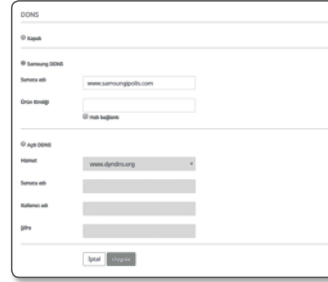 DDNS
Kapalı
Samsung DDNS
Sunucu adı
www.samsungipolis.com
Ürün Kimliği
Hızlı bağlantı
Açık DDNS
Hizmet
www.dyndns.org
Sunucu adı
Kullanıcı adı
Şifre
İptal
Uygula